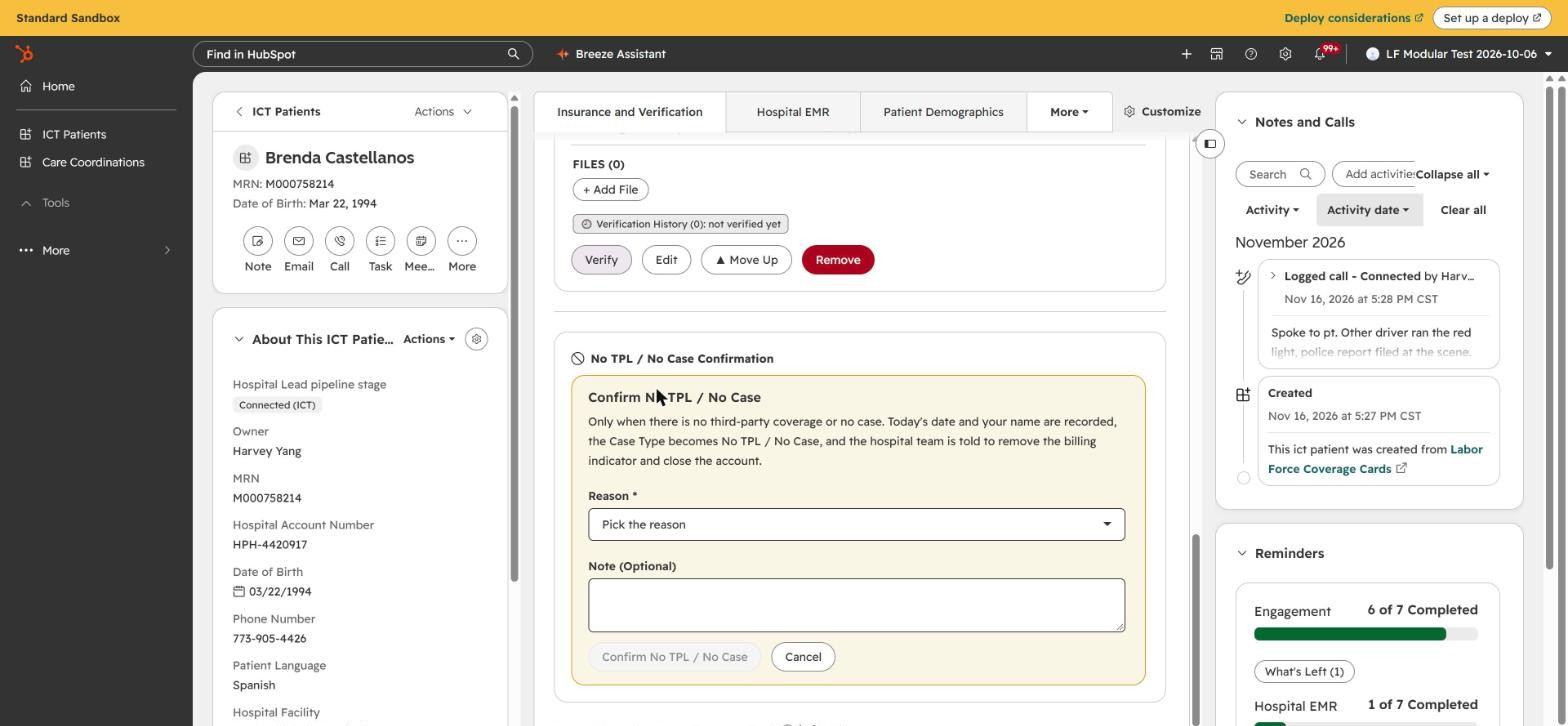 Standard Sandbox
Deploy considerations
Set up a deploy
Find in HubSpot
Breeze Assistant
99+
LF Modular Test 2026-10-06
Home
ICT Patients
Care Coordinations
Tools
More
ICT Patients
Actions
Brenda Castellanos
MRN: M000758214
Date of Birth: Mar 22, 1994
Note
Email
Call
Task
Mee...
More
About This ICT Patie...
Actions
Hospital Lead pipeline stage
Connected (ICT)
Owner
Harvey Yang
MRN
M000758214
Hospital Account Number
HPH-4420917
Date of Birth
03/22/1994
Phone Number
773-905-4426
Patient Language
Spanish
Hospital Facility
Insurance and Verification
Hospital EMR
Patient Demographics
More
Customize
FILES (0)
+ Add File
Verification History (0): not verified yet
Verify
Edit
▲ Move Up
Remove
No TPL / No Case Confirmation
Confirm No TPL / No Case
Only when there is no third-party coverage or no case. Today's date and your name are recorded,
the Case Type becomes No TPL / No Case, and the hospital team is told to remove the billing
indicator and close the account.
Reason *
Pick the reason
Note (Optional)
Confirm No TPL / No Case
Cancel
Notes and Calls
Search
Add activities
Collapse all
Activity
Activity date
Clear all
November 2026
Logged call - Connected by Harv...
Nov 16, 2026 at 5:28 PM CST
Spoke to pt. Other driver ran the red
light, police report filed at the scene.
Created
Nov 16, 2026 at 5:27 PM CST
This ict patient was created from Labor
Force Coverage Cards
Reminders
Engagement
6 of 7 Completed
What's Left (1)
Hospital EMR
1 of 7 Completed